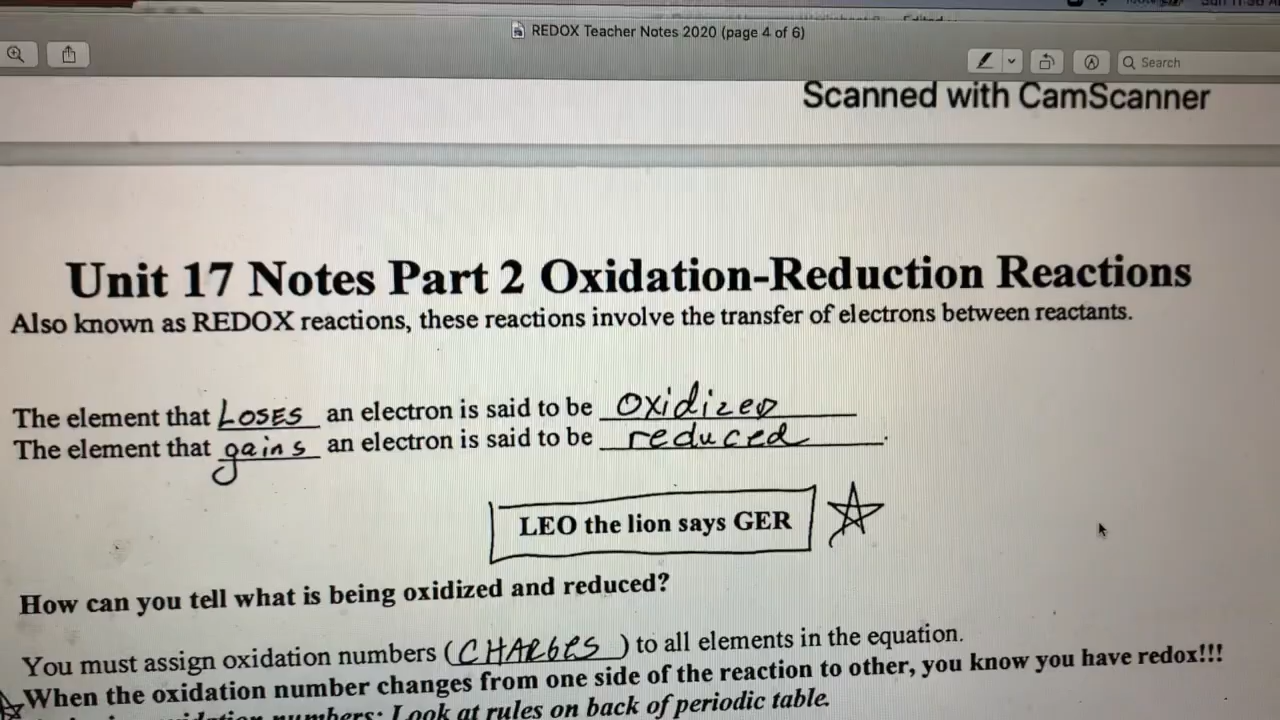 REDOX Teacher Notes 2020 (page 4 of 6)
Search
Scanned with CamScanner
Unit 17 Notes Part 2 Oxidation-Reduction Reactions
Also known as REDOX reactions, these reactions involve the transfer of electrons between reactants.
The element that LOSES an electron is said to be oxidized
The element that gains an electron is said to be reduced.
LEO the lion says GER
How can you tell what is being oxidized and reduced?
You must assign oxidation numbers (CHARGES) to all elements in the equation.
When the oxidation number changes from one side of the reaction to other, you know you have redox!!!
numbers: Look at rules on back of periodic table.